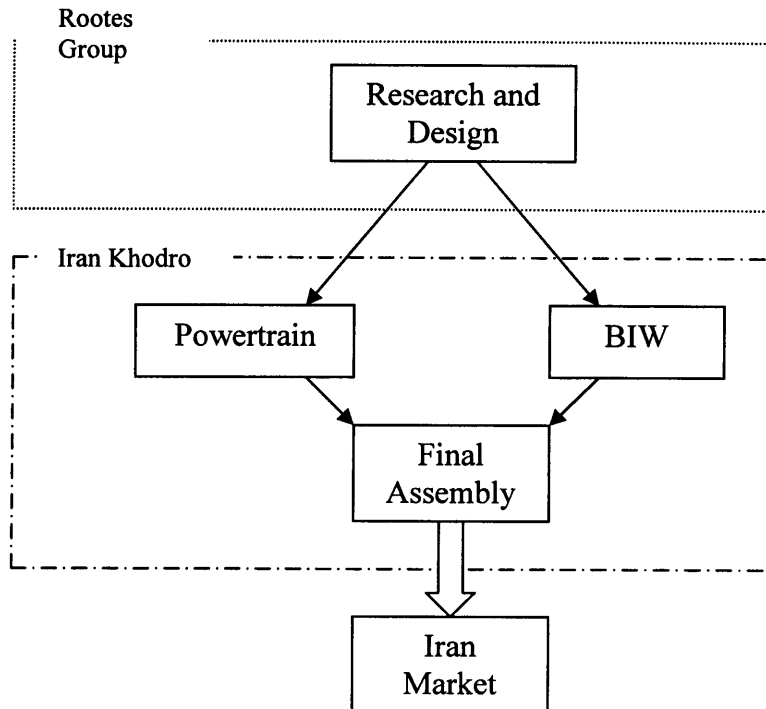 Rootes
Group
Research and
Design
Iran Khodro
Powertrain
BIW
Final
Assembly
Iran
Market